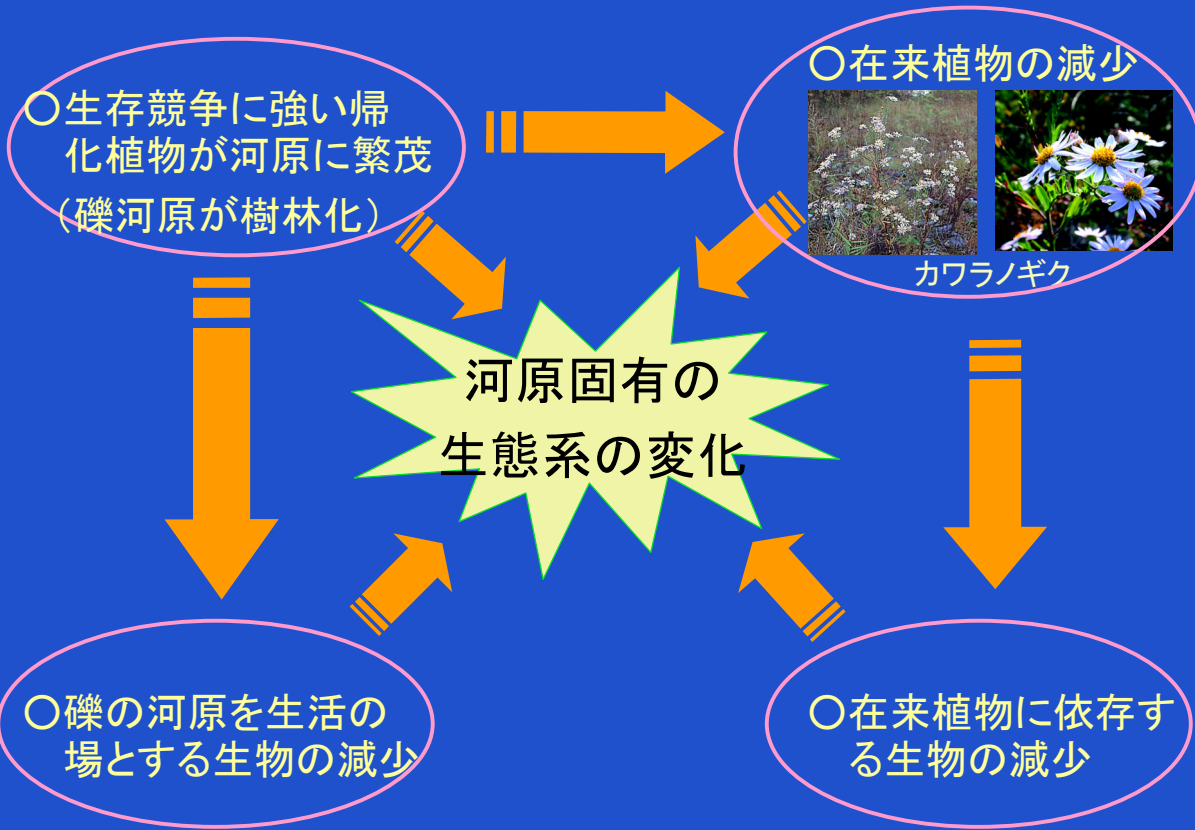 ○生存競争に強い帰
化植物が河原に繁茂
（礫河原が樹林化）
○在来植物の減少
カワラノギク
河原固有の
生態系の変化
○礫の河原を生活の
場とする生物の減少
○在来植物に依存す
る生物の減少